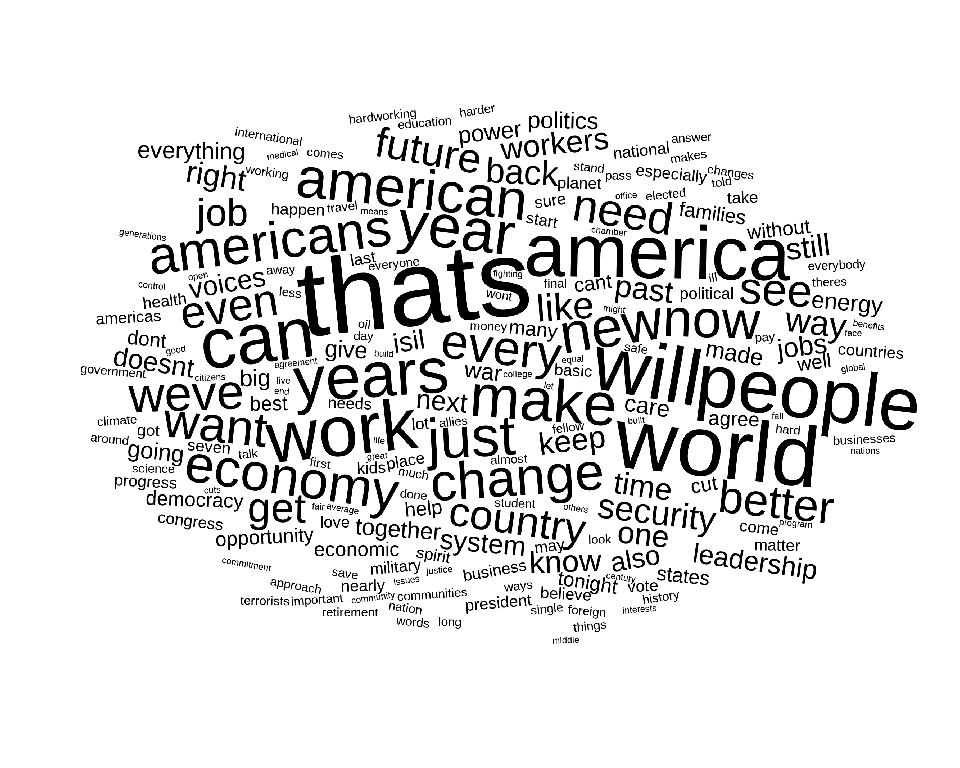 hardworking
harder
education
international
future
power
politics
workers
answer
national
everything
medical
comes
makes
right
working
american
back
stand
pass
especially
changes
planet
told
office
elected
take
job
happen
travel
means
year
sure
need
families
start
chamber
without
generations
americans
america
still
last
everyone
everybody
open
away
voices
thats
fighting
ill
control
less
wont
final
cant
past
political
see
theres
health
energy
americas
even
like
might
can
oil
money
many
new
now
way
benefits
race
dont
good
day
isil
every
pay
jobs
countries
doesnt
give
build
equal
safe
made
well
agreement
government
citizens
big
live
end
years
war
college
basic
will
people
global
weve
best
needs
next
make
let
care
climate
want
work
lot
allies
just
fellow
built
agree
fall
hard
world
around
got
life
keep
businesses
nations
going
seven
talk
great
science
economy
first
kids
place
much
almost
change
progress
cuts
time
cut
better
democracy
done
get
fair
average
help
student
others
security
congress
love
together
country
one
come
program
opportunity
system
look
matter
economic
spirit
may
know
also
leadership
commitment
save
military
justice
business
tonight
century
states
approach
nearly
issues
ways
vote
terrorists
important
community
communities
believe
history
retirement
nation
president
single
foreign
interests
words
long
things
middle